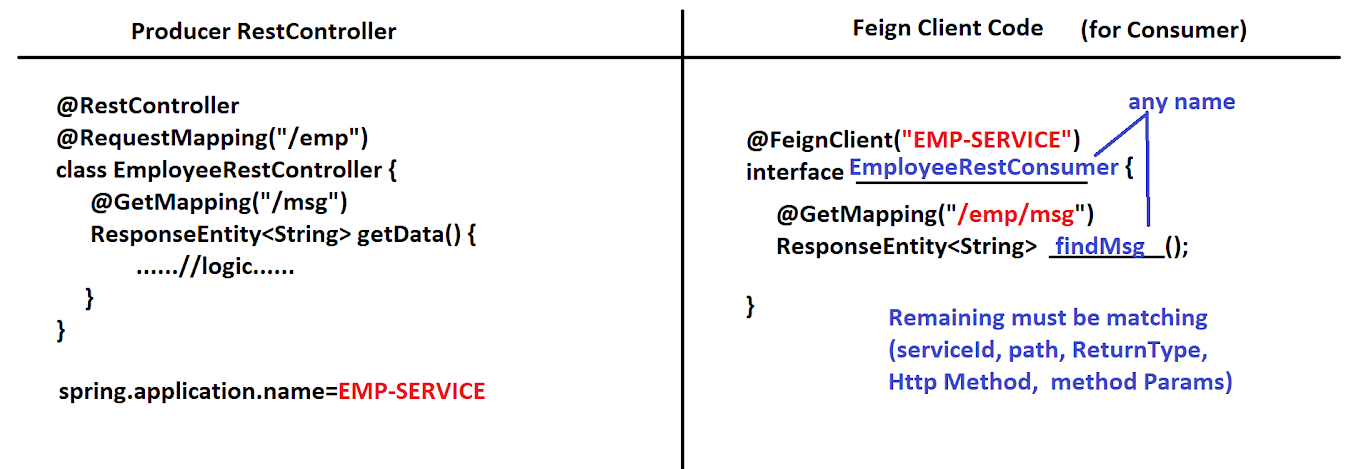 Producer RestController
@RestController
@RequestMapping("/emp")
class EmployeeRestController {
@GetMapping("/msg")
ResponseEntity<String> getData() {
......//logic......
}
}
spring.application.name=EMP-SERVICE
Feign Client Code (for Consumer)
any name
@FeignClient("EMP-SERVICE")
interface EmployeeRestConsumer {
@GetMapping("/emp/msg")
ResponseEntity<String> findMsg ();
}
Remaining must be matching
(serviceId, path, ReturnType,
Http Method, method Params)